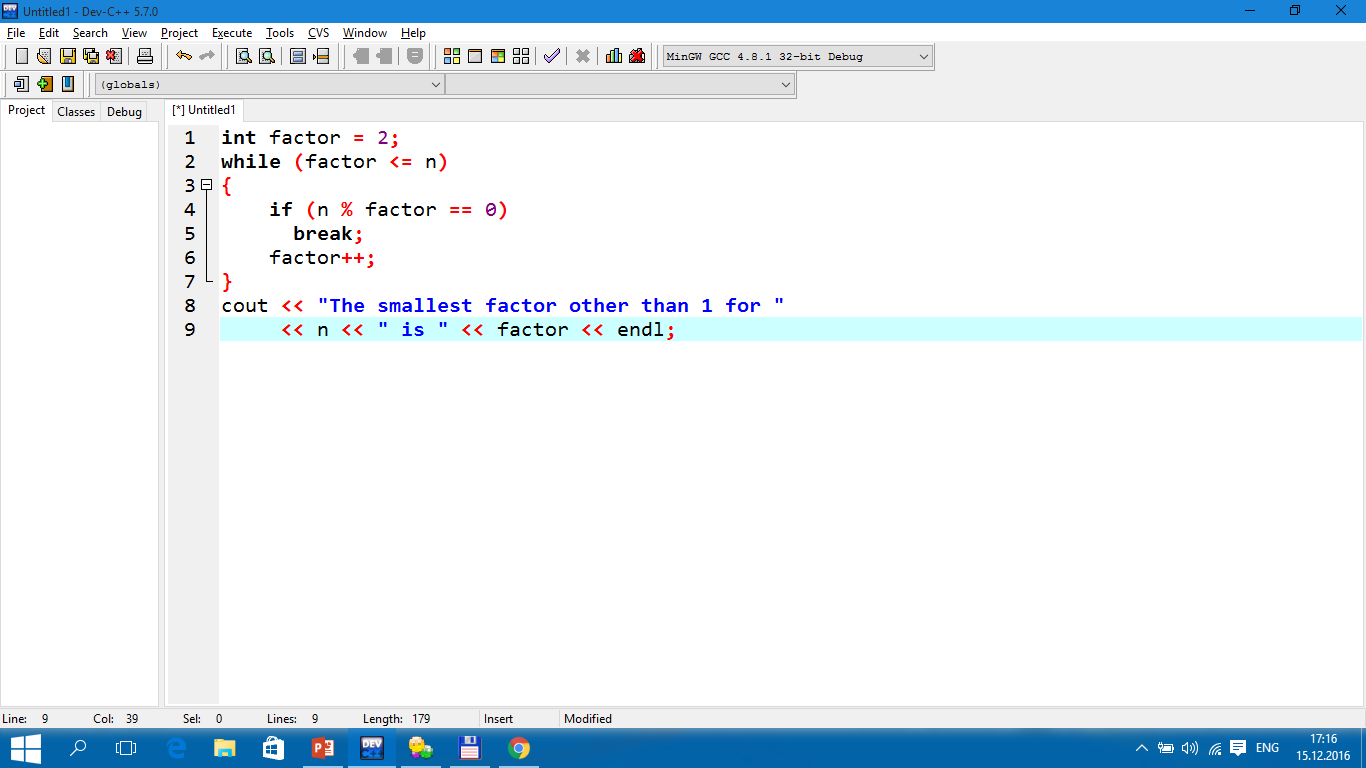 Untitled1 - Dev-C++ 5.7.0
File Edit Search View Project Execute Tools CVS Window Help
MinGW GCC 4.8.1 32-bit Debug
(globals)
Project Classes Debug
[*] Untitled1
1 int factor = 2;
2 while (factor <= n)
3 {
4     if (n % factor == 0)
5       break;
6     factor++;
7 }
8 cout << "The smallest factor other than 1 for "
9      << n << " is " << factor << endl;
Line: 9 Col: 39 Sel: 0 Lines: 9 Length: 179 Insert Modified
ENG
17:16
15.12.2016